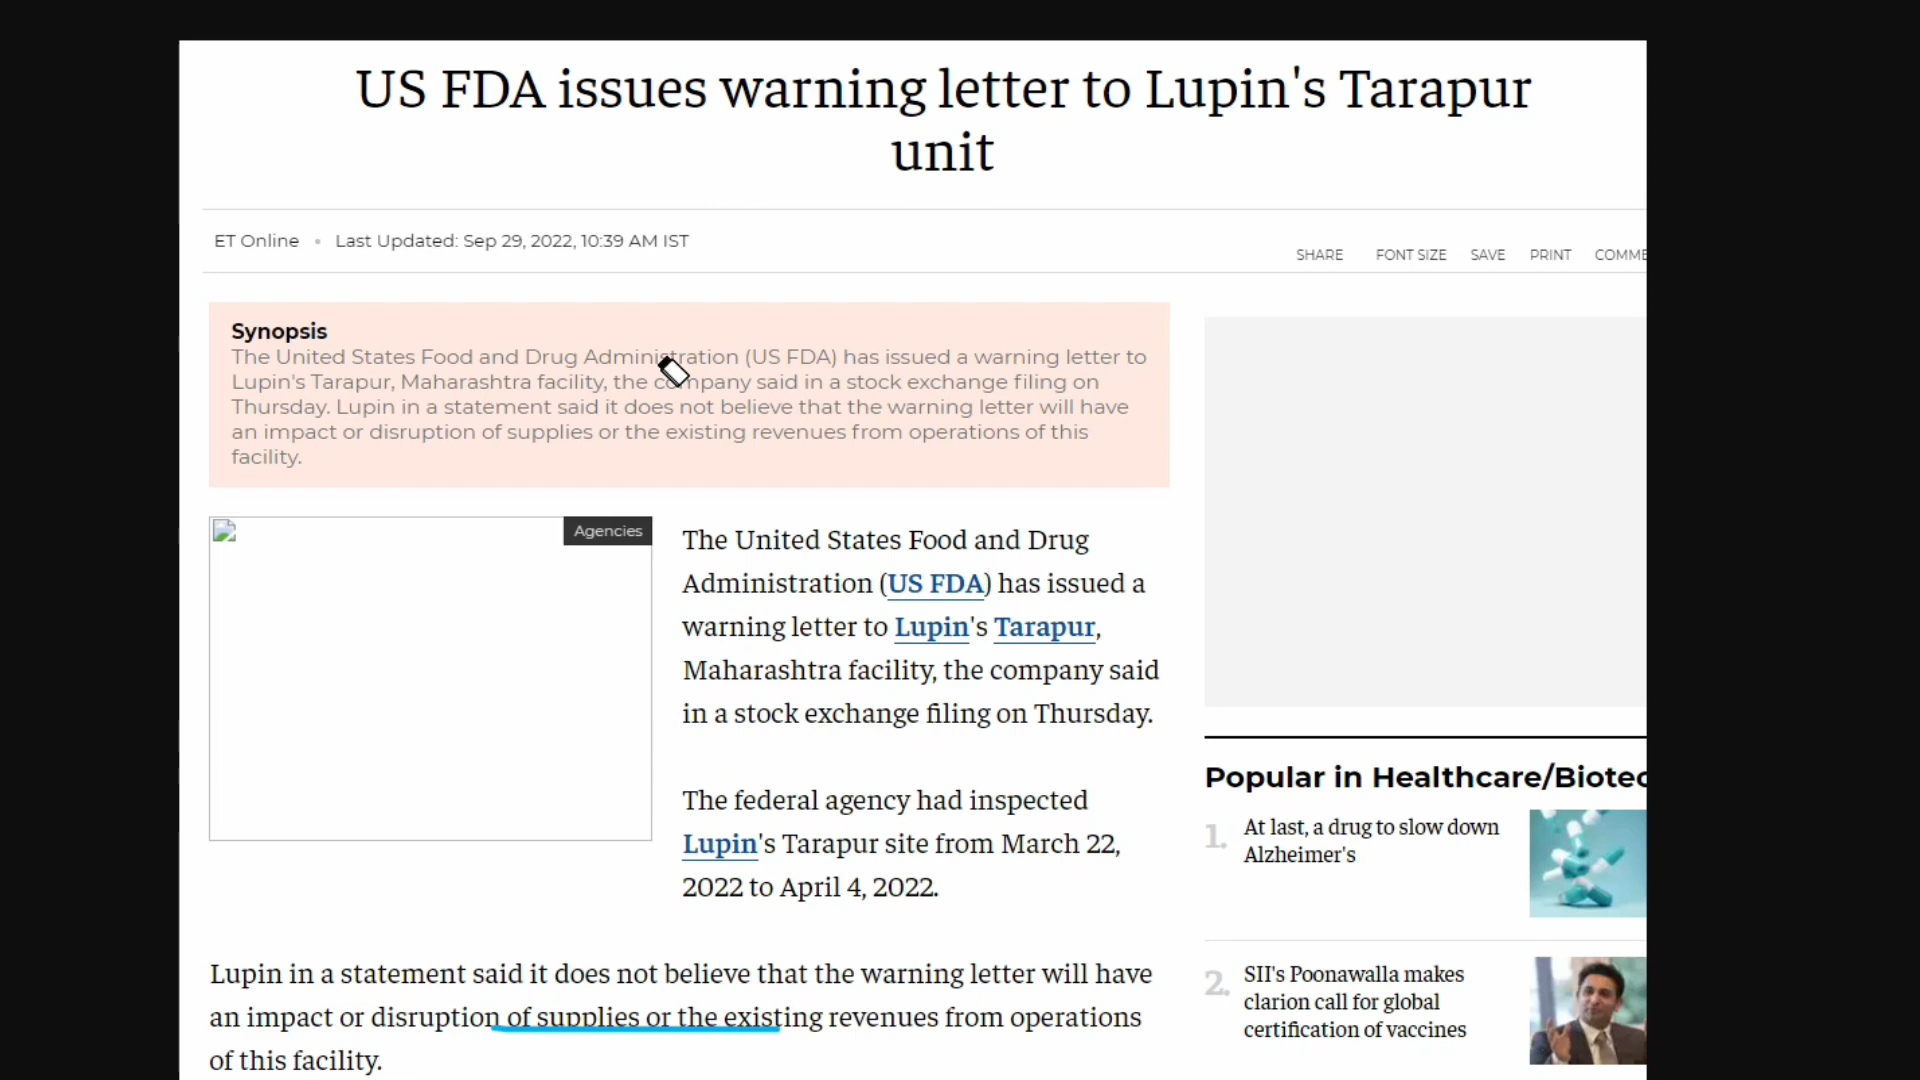 US FDA issues warning letter to Lupin's Tarapur
unit
ET Online • Last Updated: Sep 29, 2022, 10:39 AM IST
SHARE FONT SIZE SAVE PRINT COMME
Synopsis
The United States Food and Drug Administration (US FDA) has issued a warning letter to
Lupin's Tarapur, Maharashtra facility, the company said in a stock exchange filing on
Thursday. Lupin in a statement said it does not believe that the warning letter will have
an impact or disruption of supplies or the existing revenues from operations of this
facility.
Agencies
The United States Food and Drug
Administration (US FDA) has issued a
warning letter to Lupin's Tarapur,
Maharashtra facility, the company said
in a stock exchange filing on Thursday.
The federal agency had inspected
Lupin's Tarapur site from March 22,
2022 to April 4, 2022.
Lupin in a statement said it does not believe that the warning letter will have
an impact or disruption of supplies or the existing revenues from operations
of this facility.
Popular in Healthcare/Biotec
1. At last, a drug to slow down
Alzheimer's
2. SII's Poonawalla makes
clarion call for global
certification of vaccines